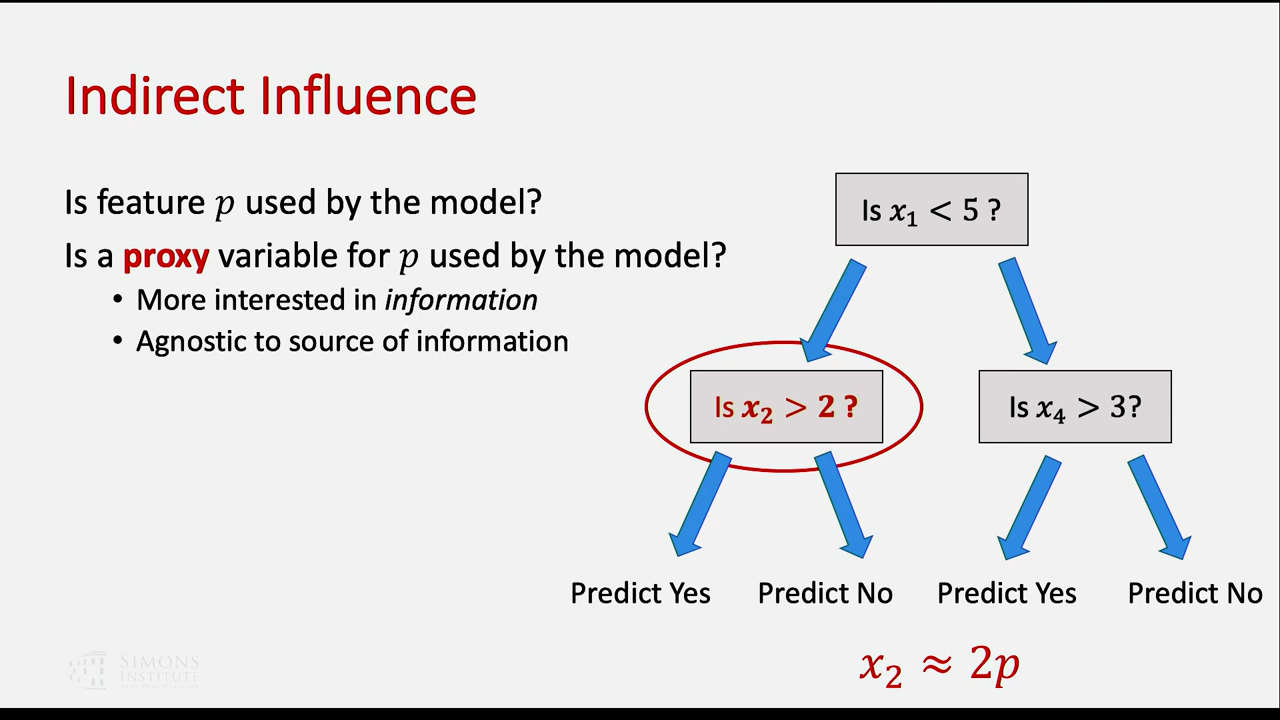 Indirect Influence
Is feature p used by the model?
Is a proxy variable for p used by the model?
• More interested in information
• Agnostic to source of information
Is x₁ < 5 ?
Is x₂ > 2 ?
Is x₄ > 3?
Predict Yes
Predict No
Predict Yes
Predict No
x₂ ≈ 2p
SIMONS
INSTITUTE